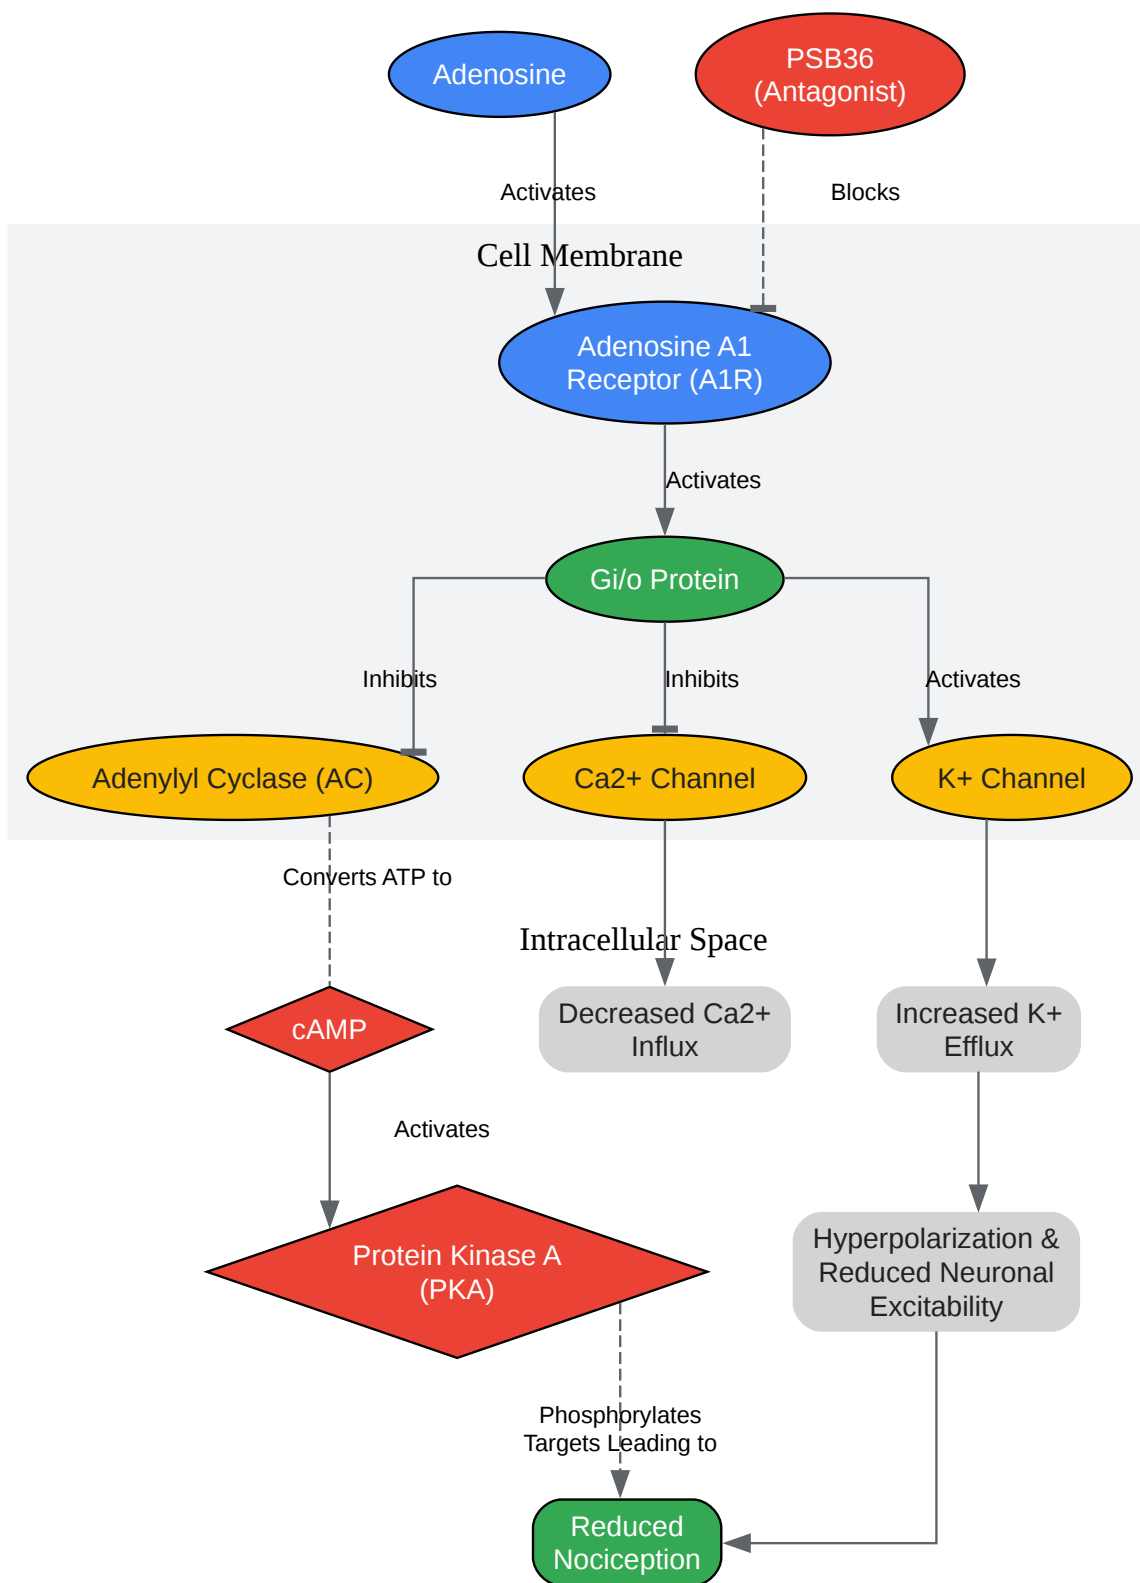 Adenosine
PSB36
(Antagonist)
Activates
Blocks
Cell Membrane
Adenosine A1
Receptor (A1R)
Activates
Gi/o Protein
Inhibits
Inhibits
Activates
Adenylyl Cyclase (AC)
Ca2+ Channel
K+ Channel
Converts ATP to
Intracellular Space
cAMP
Decreased Ca2+
Influx
Increased K+
Efflux
Activates
Protein Kinase A
(PKA)
Hyperpolarization &
Reduced Neuronal
Excitability
Phosphorylates
Targets Leading to
Reduced
Nociception